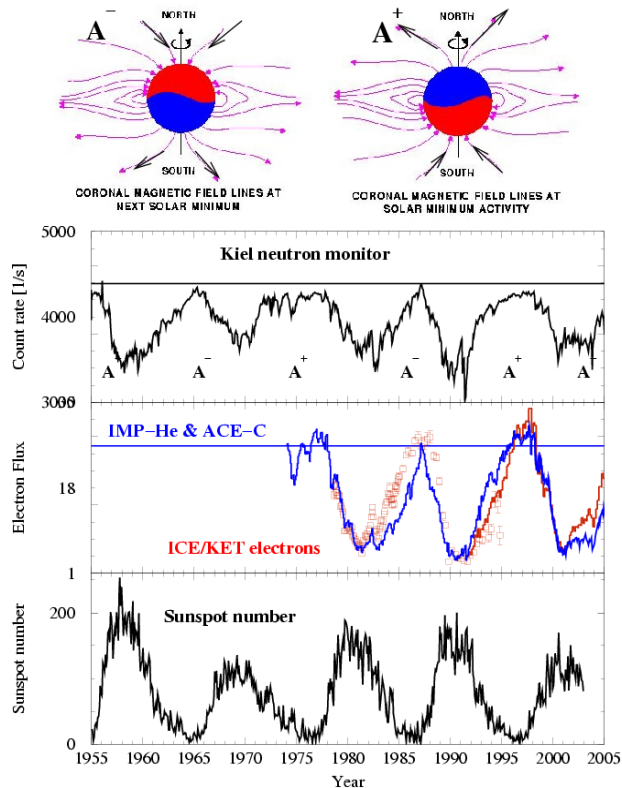 A⁻
NORTH
SOUTH
CORONAL MAGNETIC FIELD LINES AT
NEXT SOLAR MINIMUM
A⁺
NORTH
SOUTH
CORONAL MAGNETIC FIELD LINES AT
SOLAR MINIMUM ACTIVITY
5000
Kiel neutron monitor
Count rate [1/s]
4000
A⁺ A⁻ A⁺ A⁻ A⁺ A⁻
IMP-He & ACE-C
Electron Flux
18
ICE/KET electrons
1
Sunspot number
Sunspot number
200
0
1955 1960 1965 1970 1975 1980 1985 1990 1995 2000 2005
Year